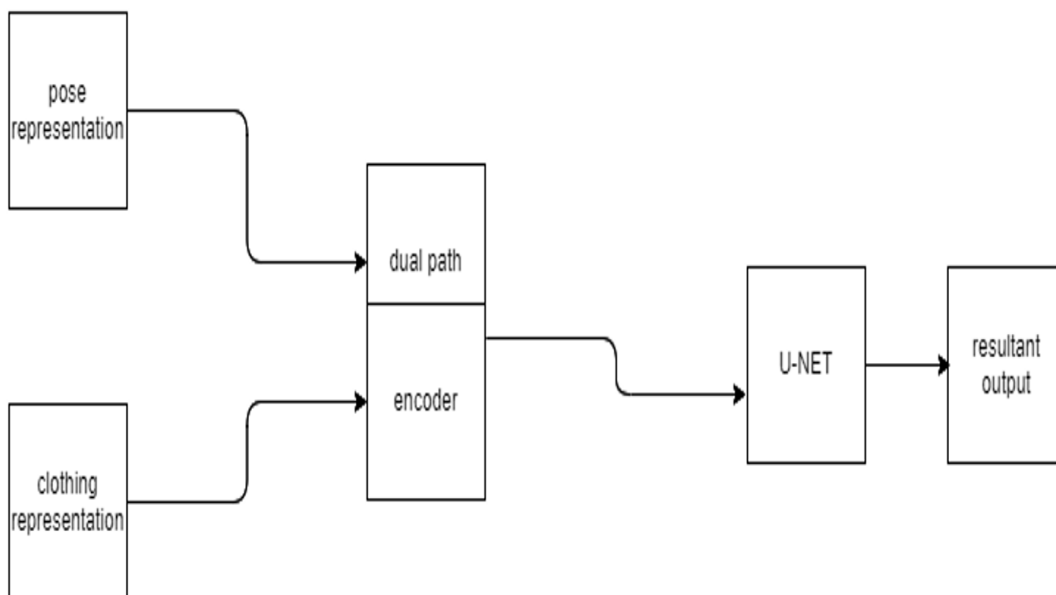 pose
representation
dual path
encoder
clothing
representation
U-NET
resultant
output